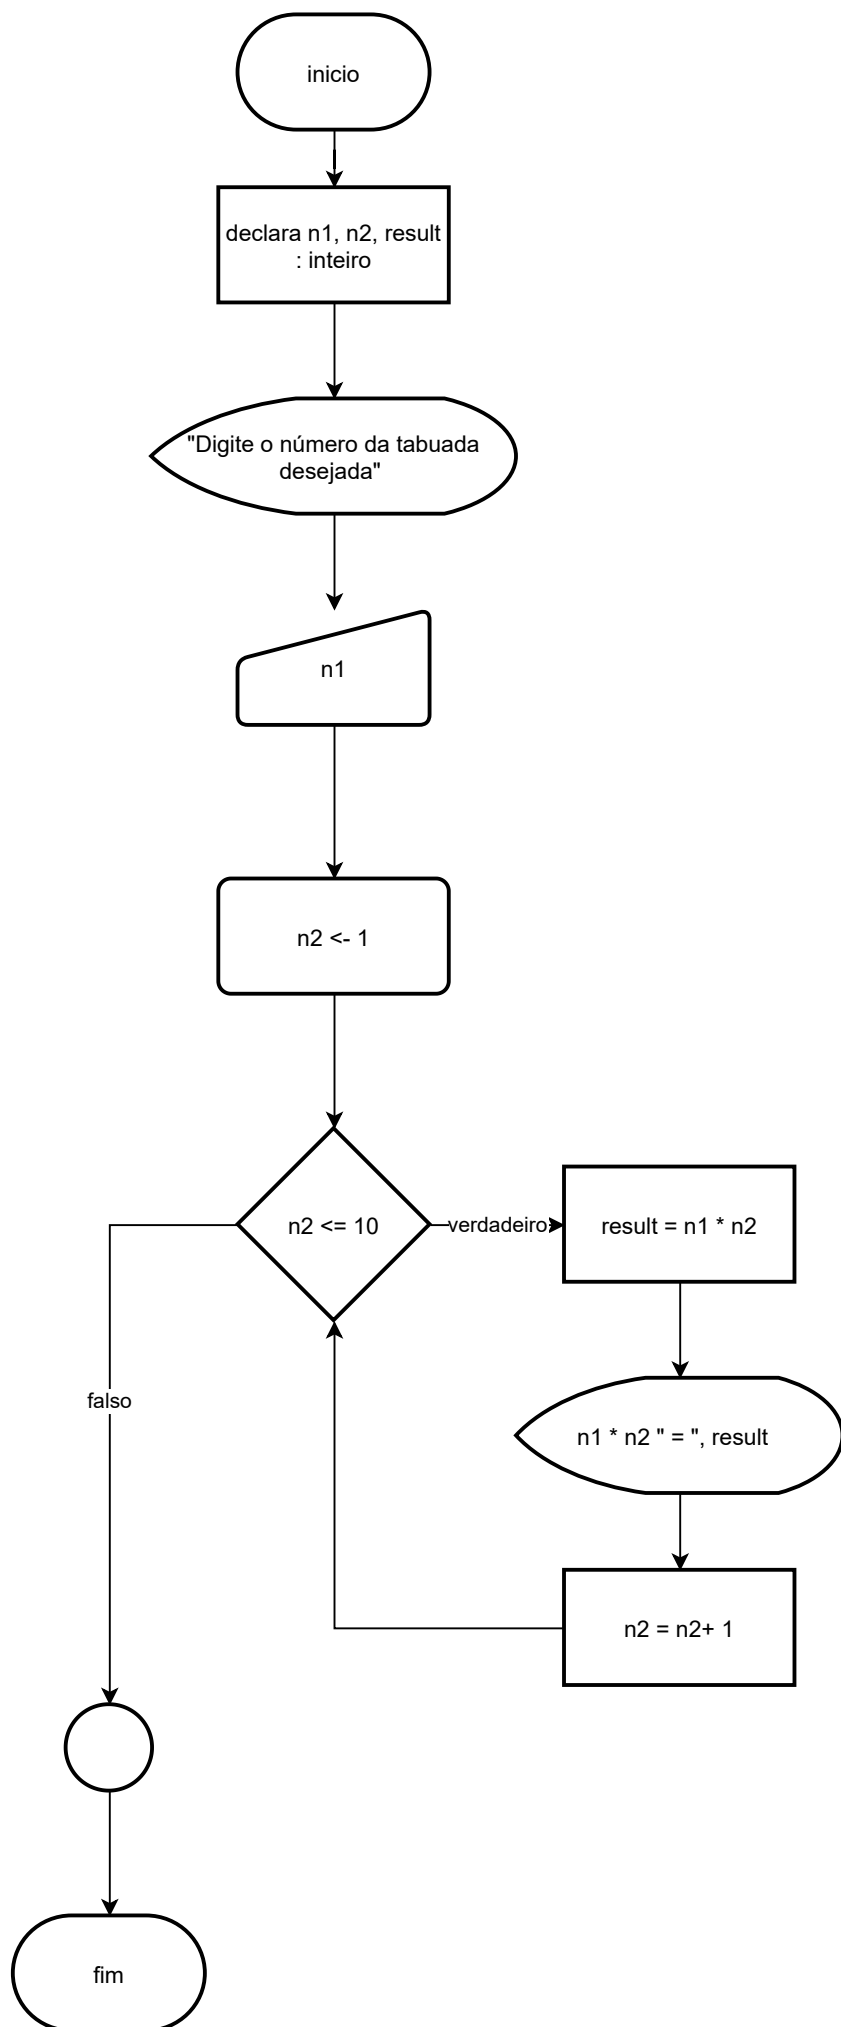 inicio
declara n1, n2, result
: inteiro
"Digite o número da tabuada
desejada"
n1
n2 <- 1
n2 <= 10
verdadeiro
result = n1 * n2
falso
n1 * n2 " = ", result
n2 = n2+ 1
fim